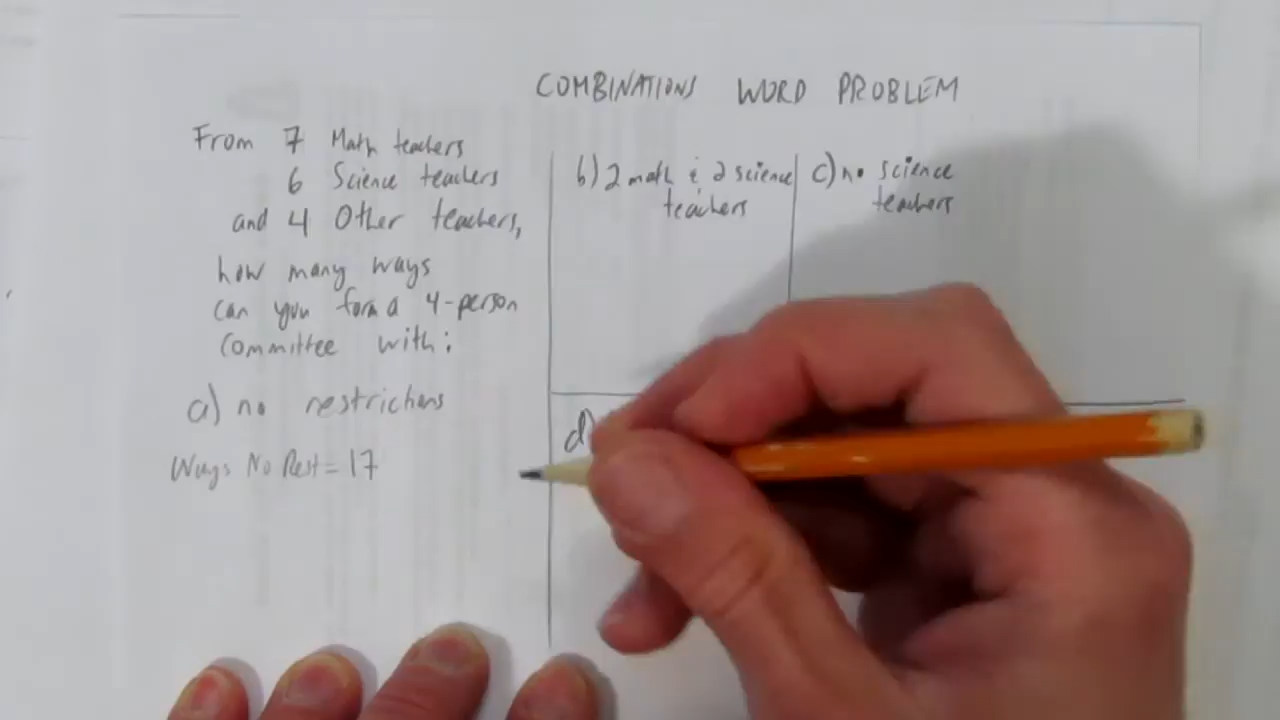 COMBINATIONS WORD PROBLEM
From 7 Math teachers
6 Science teachers
and 4 Other teachers,
how many ways
can you form a 4-person
committee with:
a) no restrictions
Ways No Rest = 17
b) 2 math & 2 science
teachers
c) no science
teachers
d)